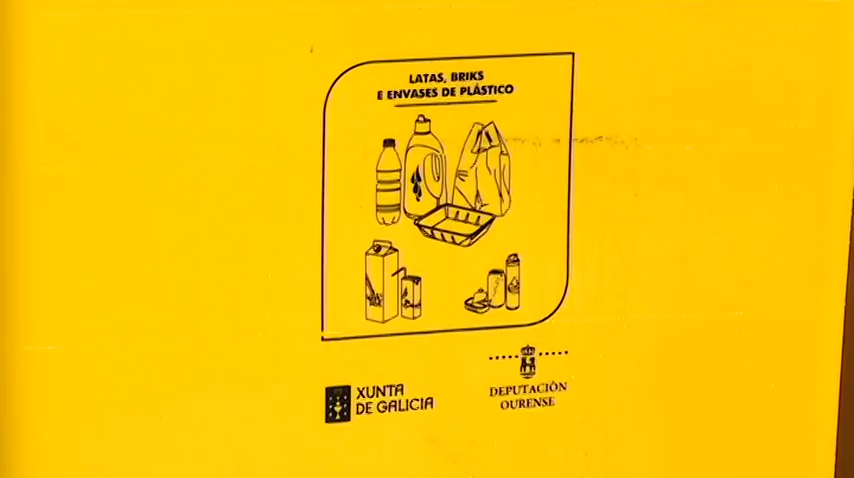 LATAS, BRIKS
E ENVASES DE PLÁSTICO
XUNTA
DE GALICIA
DEPUTACIÓN
OURENSE